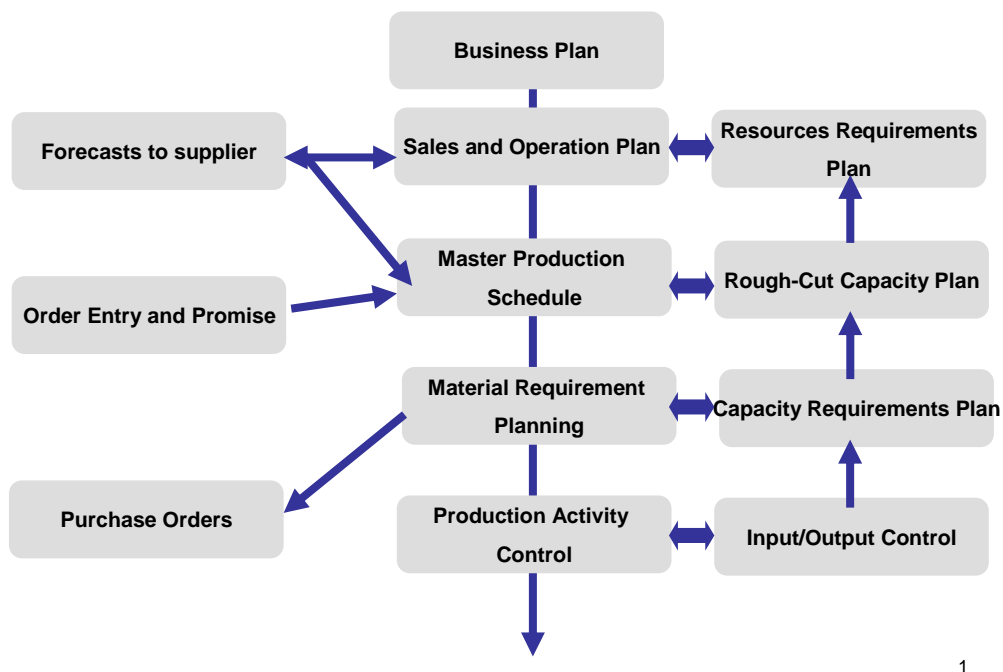 Business Plan
Forecasts to supplier
Sales and Operation Plan
Resources Requirements
Plan
Order Entry and Promise
Master Production
Schedule
Rough-Cut Capacity Plan
Material Requirement
Planning
Capacity Requirements Plan
Purchase Orders
Production Activity
Control
Input/Output Control
1